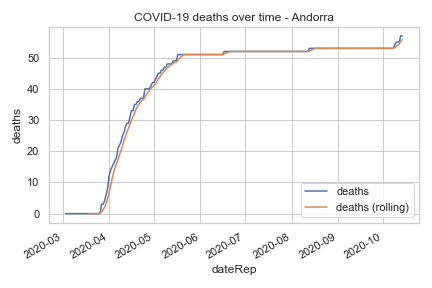 COVID-19 deaths over time - Andorra
deaths
50
40
30
20
10
0
2020-03
2020-04
2020-05
2020-06
2020-07
2020-08
2020-09
2020-10
dateRep
deaths
deaths (rolling)